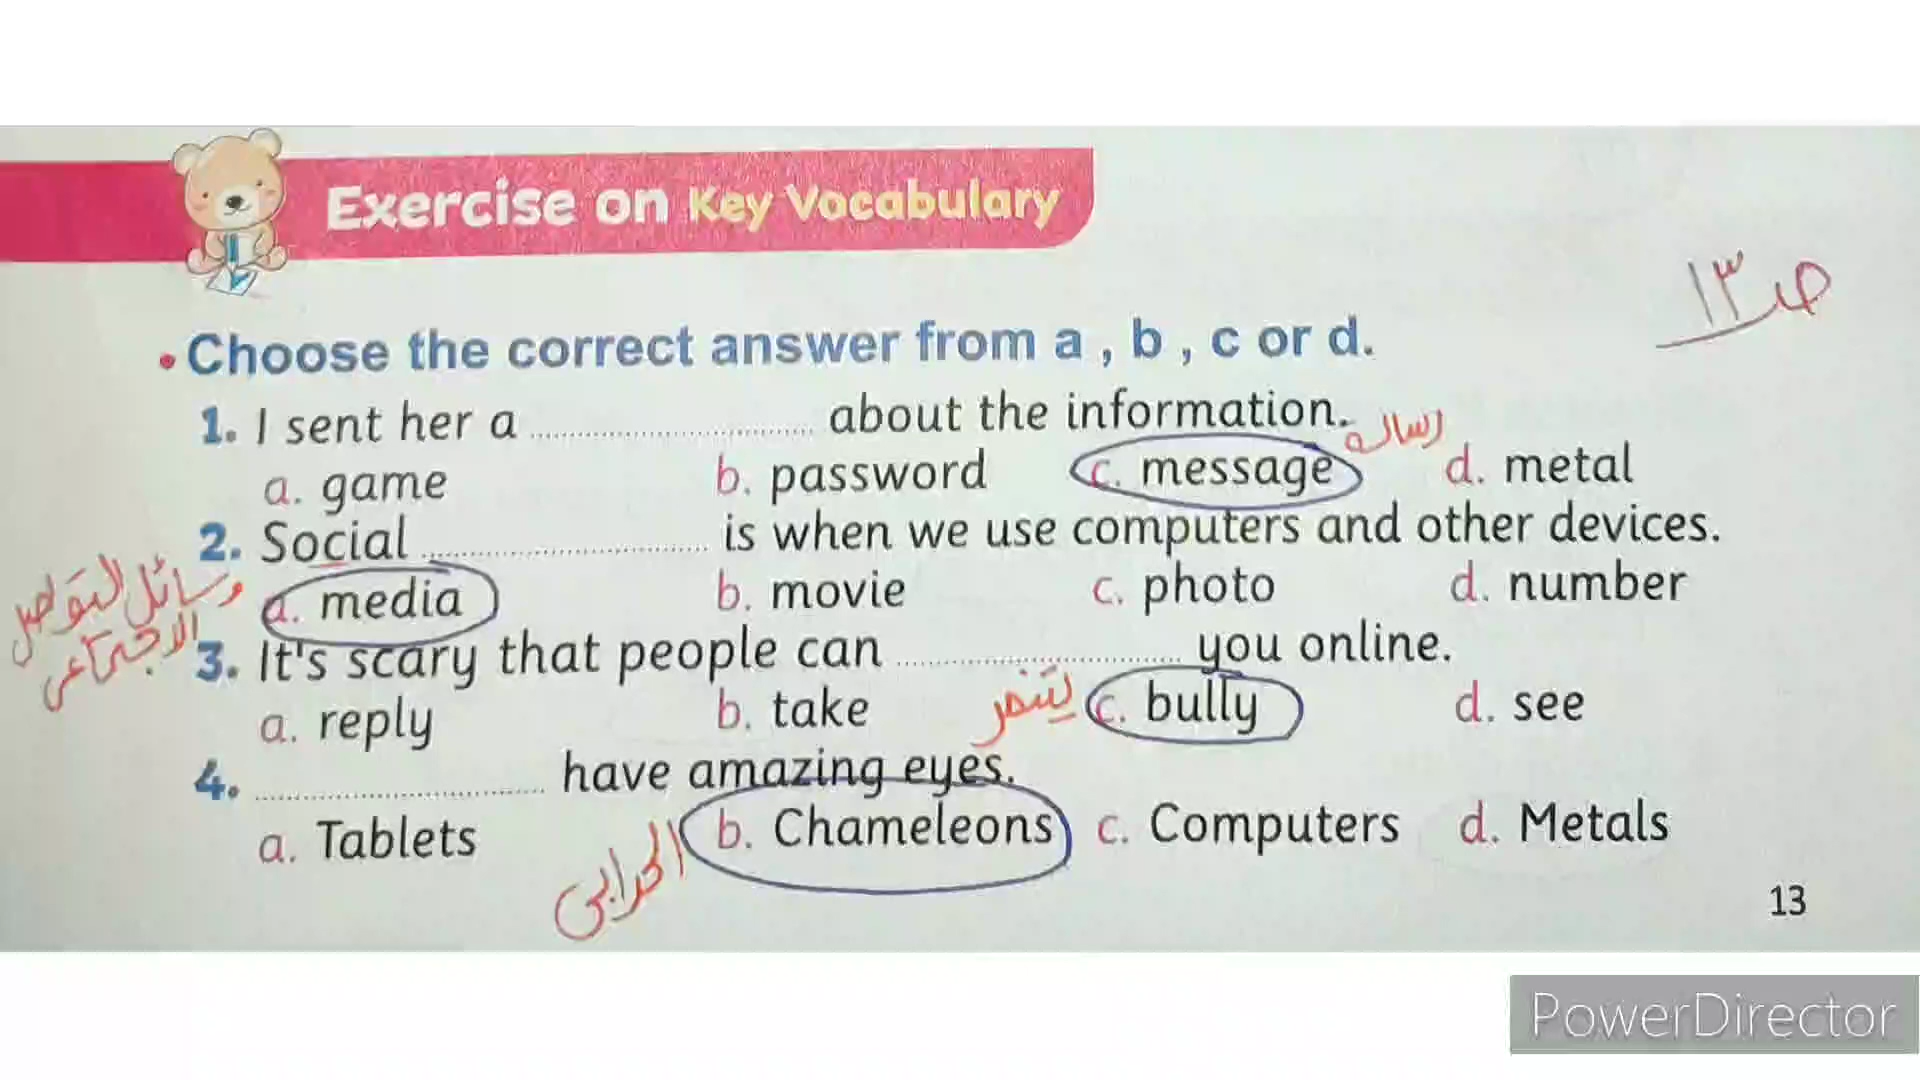 Exercise on Key Vocabulary
ص ١٣
• Choose the correct answer from a , b , c or d.
1. I sent her a .................... about the information.
رسالة
a. game b. password c. message d. metal
2. Social .................... is when we use computers and other devices.
وسائل التواصل
الاجتماعى
a. media b. movie c. photo d. number
3. It's scary that people can .................... you online.
يتنمر
a. reply b. take c. bully d. see
4. .................... have amazing eyes.
a. Tablets b. Chameleons c. Computers d. Metals
الحرابى
13
PowerDirector